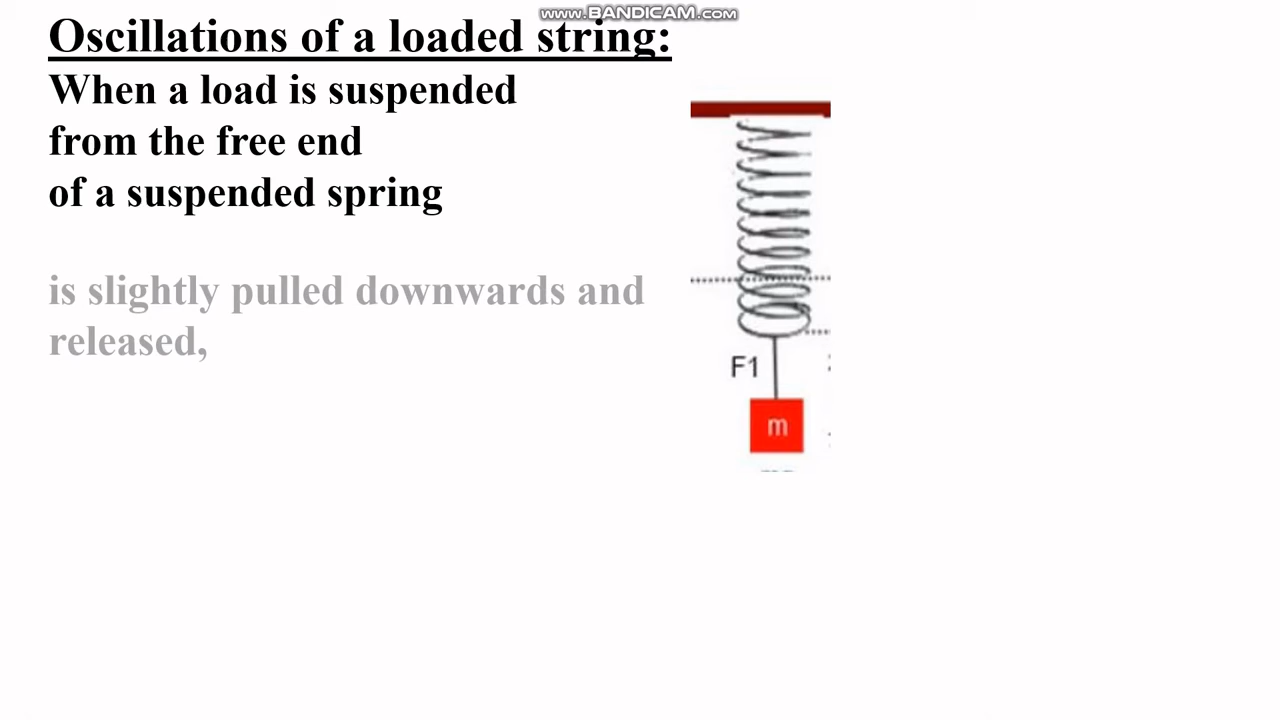 www.BANDICAM.com
Oscillations of a loaded string:
When a load is suspended
from the free end
of a suspended spring
is slightly pulled downwards and
released,
F1
m